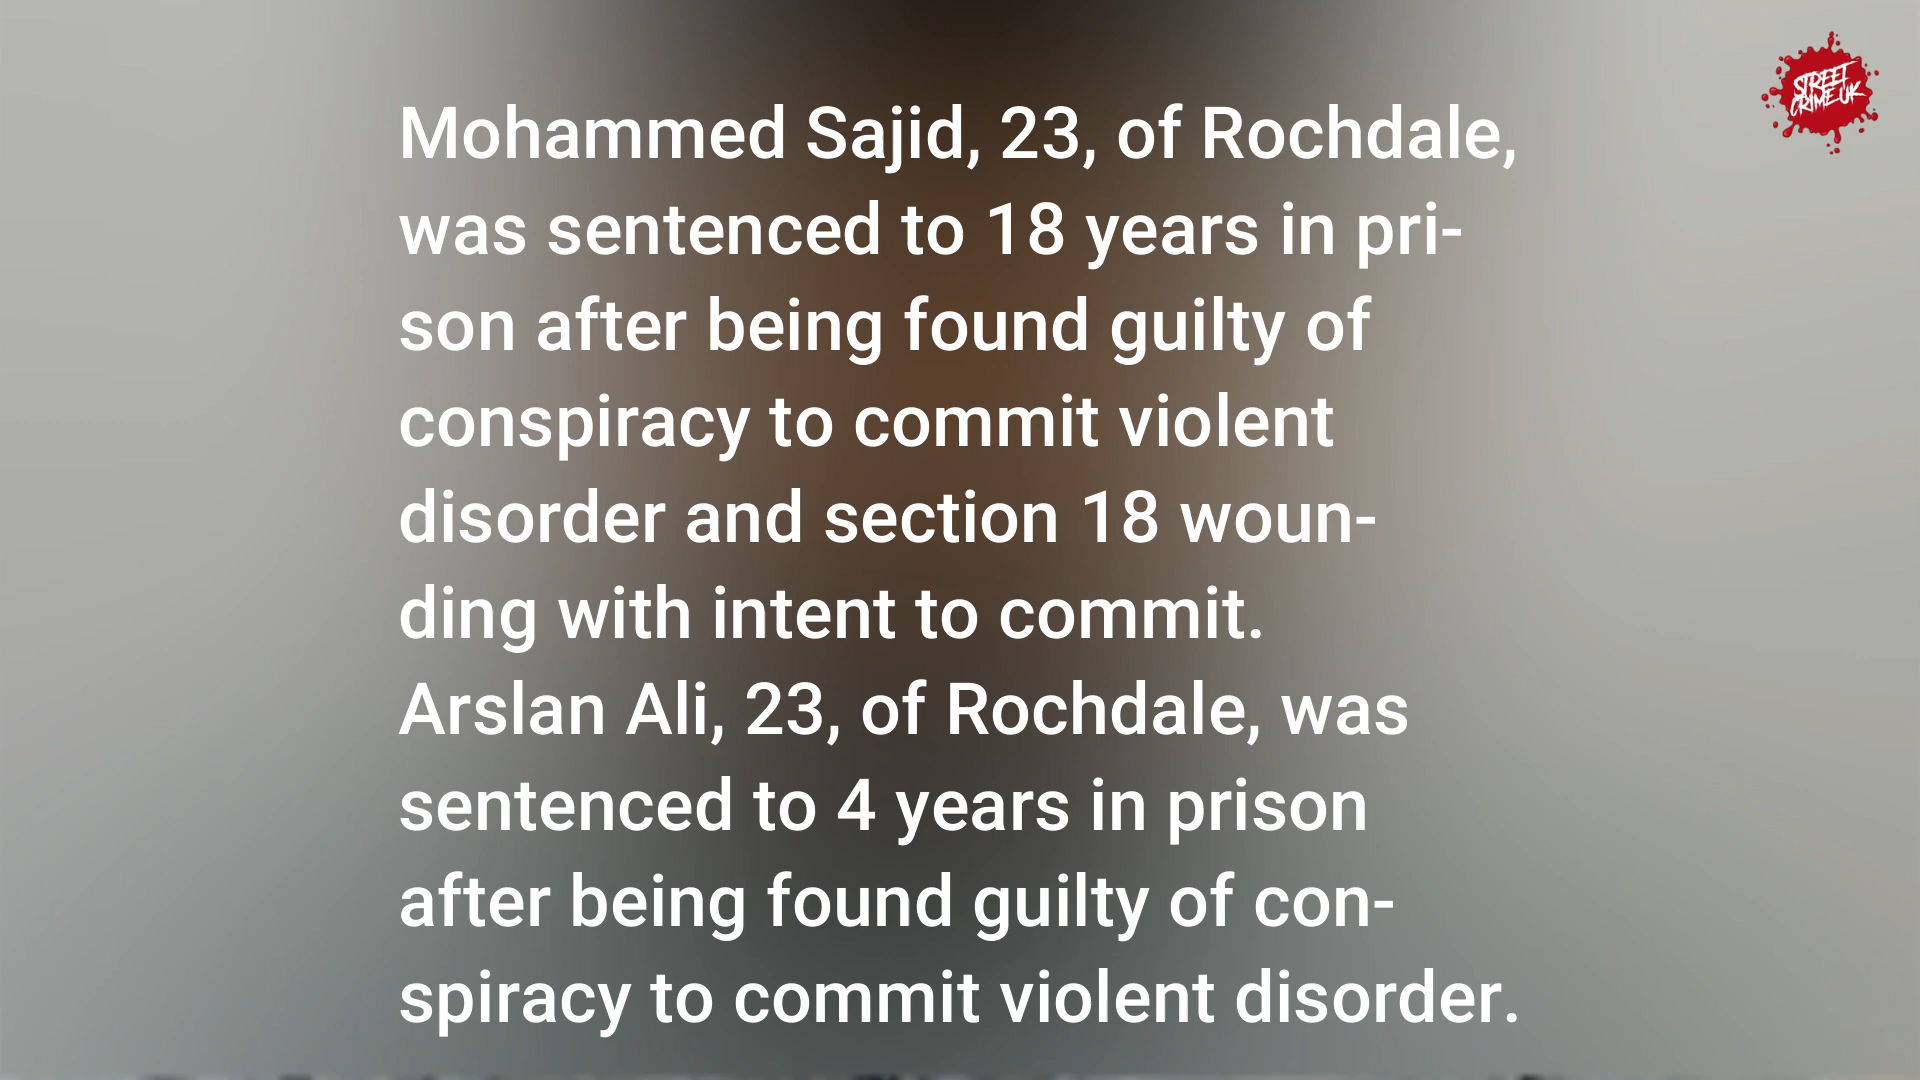 Mohammed Sajid, 23, of Rochdale,
was sentenced to 18 years in pri-
son after being found guilty of
conspiracy to commit violent
disorder and section 18 woun-
ding with intent to commit.
Arslan Ali, 23, of Rochdale, was
sentenced to 4 years in prison
after being found guilty of con-
spiracy to commit violent disorder.
STREET
CRIME UK